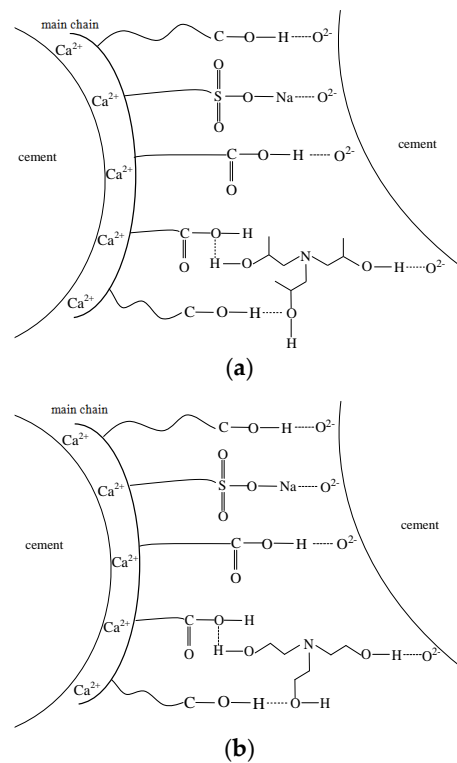 main chain
Ca2+
C—O—H┈┈O2-
O
Ca2+
S—O—Na┈┈O2-
O
cement
cement
Ca2+
C—O—H┈┈O2-
O
Ca2+
C—O—H
O
H—O
N
O—H┈┈O2-
Ca2+
C—O—H┈┈O
H
(a)
main chain
Ca2+
C—O—H┈┈O2-
O
Ca2+
S—O—Na┈┈O2-
O
cement
cement
Ca2+
C—O—H┈┈O2-
O
Ca2+
C—O—H
O
H—O
N
O—H┈┈O2-
Ca2+
C—O—H┈┈O—H
(b)